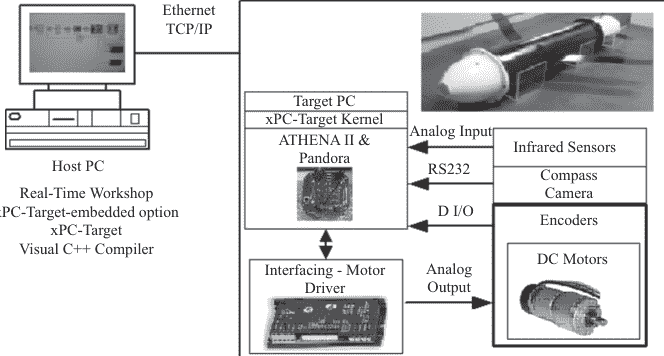 Ethernet
TCP/IP
Target PC
xPC-Target Kernel
ATHENA II &
Pandora
Analog Input
RS232
D I/O
Infrared Sensors
Compass
Camera
Encoders
DC Motors
Host PC
Real-Time Workshop
xPC-Target-embedded option
xPC-Target
Visual C++ Compiler
Interfacing - Motor
Driver
Analog
Output